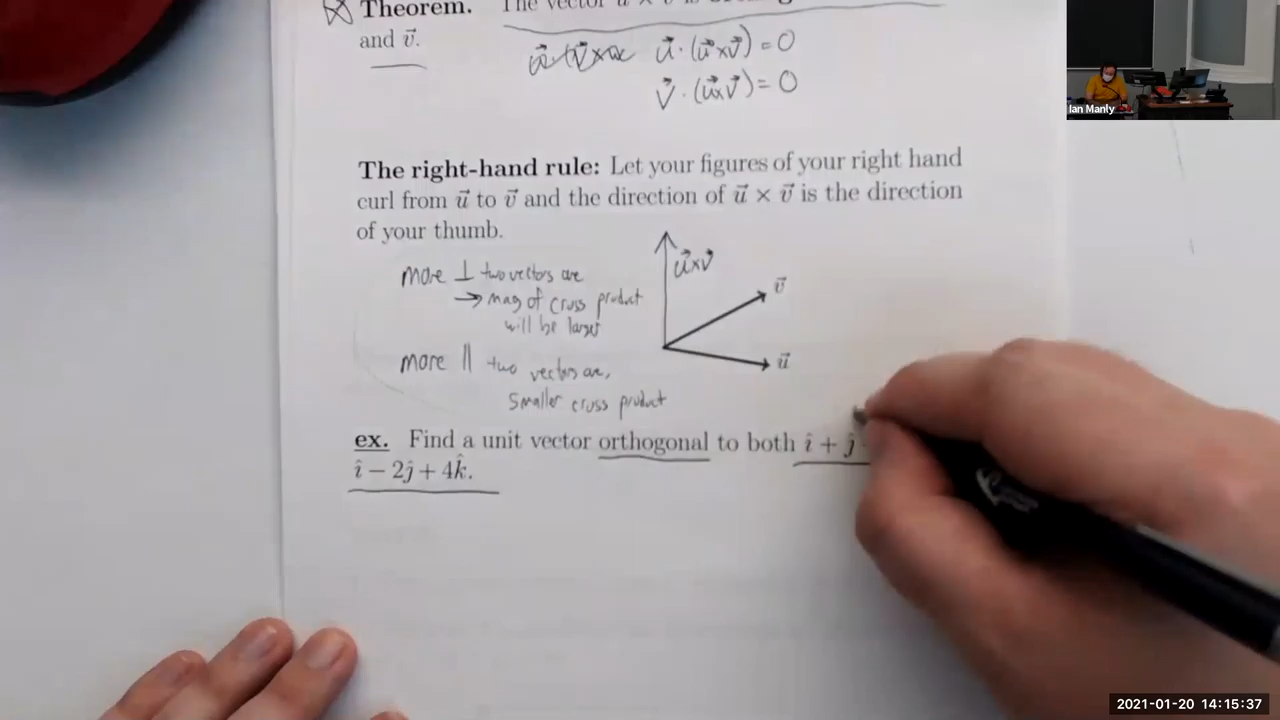 Theorem. The vector
and v⃗.
u⃗ · (u⃗×v⃗) = 0
v⃗ · (u⃗×v⃗) = 0
The right-hand rule: Let your figures of your right hand
curl from u⃗ to v⃗ and the direction of u⃗ × v⃗ is the direction
of your thumb.
more ⊥ two vectors are
→ mag of cross product
will be larger
more || two vectors are,
smaller cross product
u⃗×v⃗
v⃗
u⃗
ex. Find a unit vector orthogonal to both î + ĵ
î − 2ĵ + 4k̂.
Ian Manly
2021-01-20 14:15:37